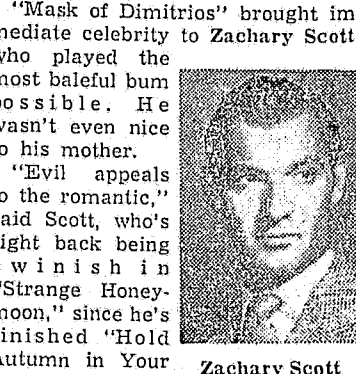 "Mask of Dimitrios" brought im
mediate celebrity to Zachary Scott
who played the
most baleful bum
possible. He
wasn't even nice
to his mother.
"Evil appeals
to the romantic,"
said Scott, who's
right back being
swinish in
"Strange Honey-
moon," since he's
finished "Hold
Autumn in Your
Zachary Scott